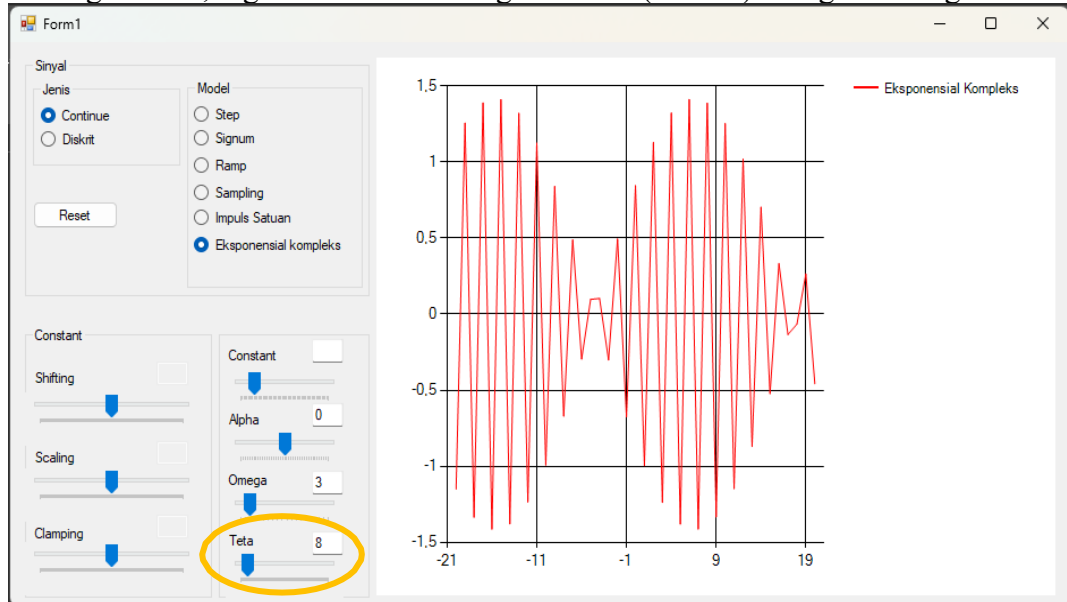 Form1
Sinyal
Jenis
Continue
Diskrit
Reset
Model
Step
Signum
Ramp
Sampling
Impuls Satuan
Eksponensial kompleks
Constant
Shifting
Scaling
Clamping
Constant
Alpha 0
Omega 3
Teta 8
1,5
1
0,5
0
-0,5
-1
-1,5
-21 -11 -1 9 19
Eksponensial Kompleks